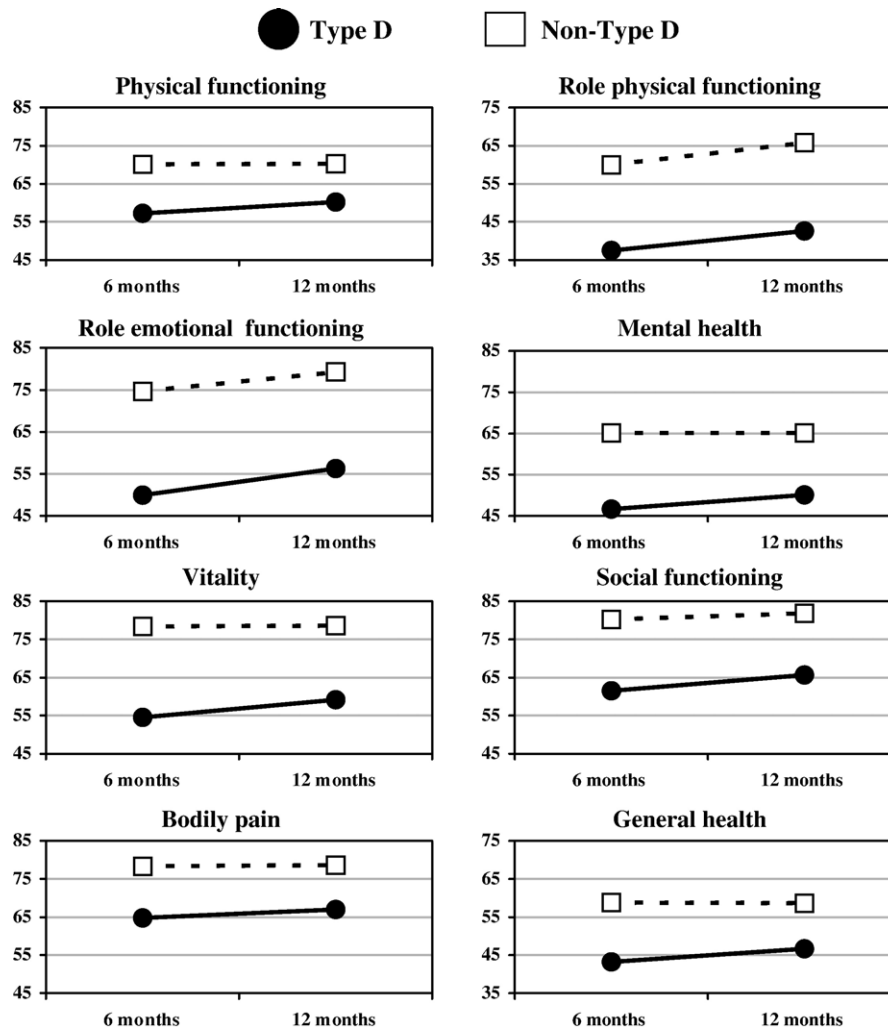 Type D Non-Type D
Physical functioning
85
75
65
55
45
6 months 12 months
Role physical functioning
75
65
55
45
35
6 months 12 months
Role emotional functioning
85
75
65
55
45
6 months 12 months
Mental health
85
75
65
55
45
6 months 12 months
Vitality
85
75
65
55
45
6 months 12 months
Social functioning
85
75
65
55
45
6 months 12 months
Bodily pain
85
75
65
55
45
6 months 12 months
General health
75
65
55
45
35
6 months 12 months